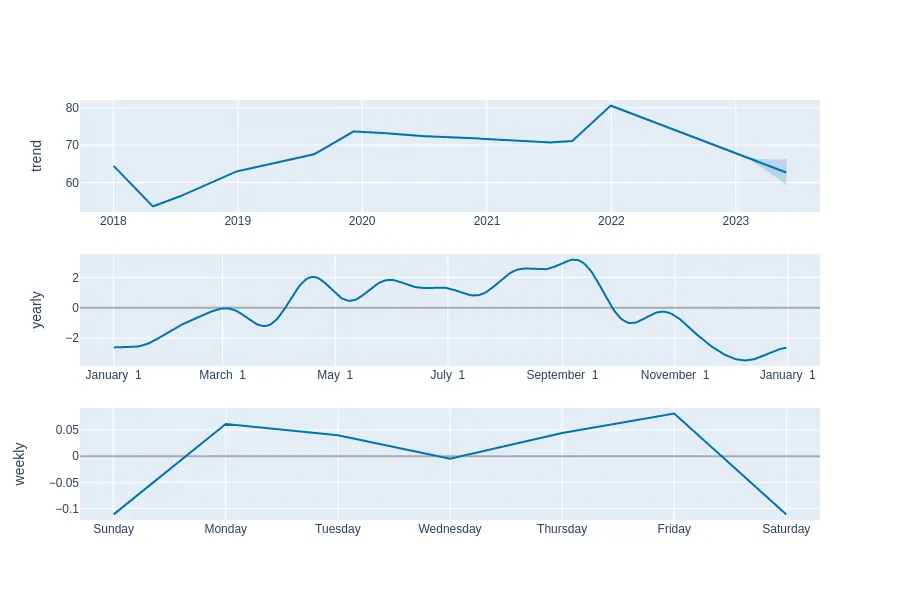 trend
80
70
60
2018 2019 2020 2021 2022 2023
yearly
2
0
−2
January 1 March 1 May 1 July 1 September 1 November 1 January 1
weekly
0.05
0
−0.05
−0.1
Sunday Monday Tuesday Wednesday Thursday Friday Saturday